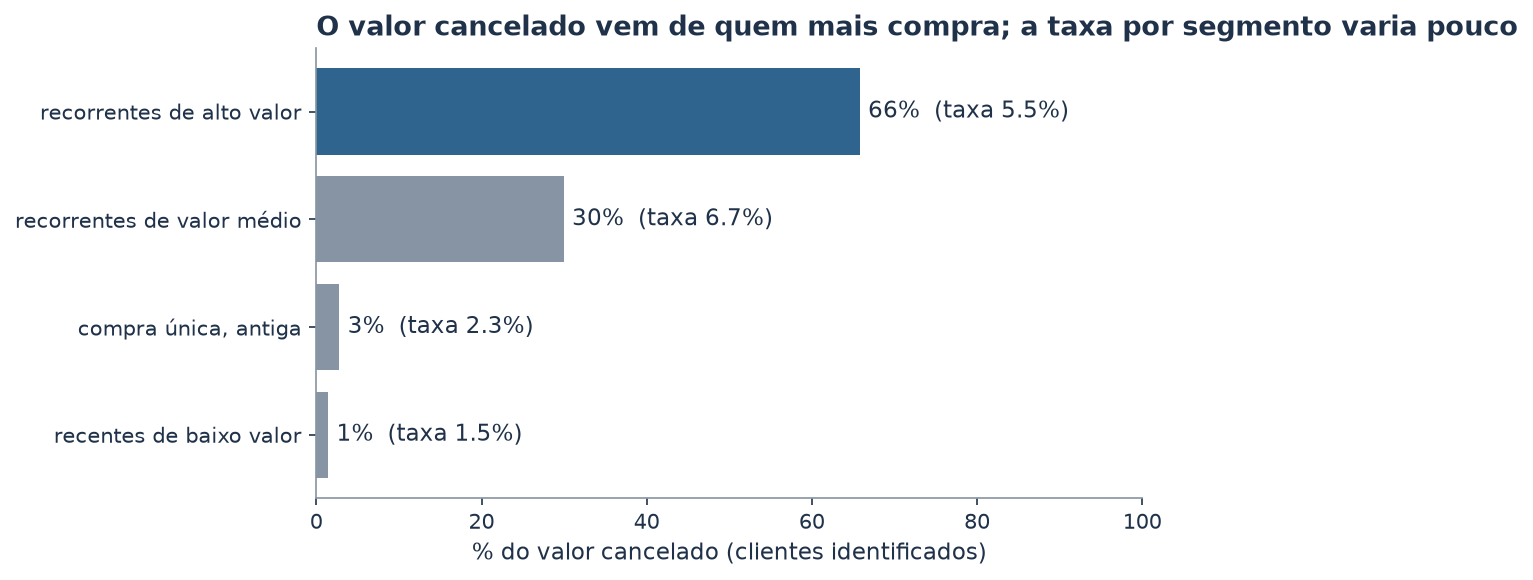 O valor cancelado vem de quem mais compra; a taxa por segmento varia pouco
recorrentes de alto valor
66%  (taxa 5.5%)
recorrentes de valor médio
30%  (taxa 6.7%)
compra única, antiga
3%  (taxa 2.3%)
recentes de baixo valor
1%  (taxa 1.5%)
0 20 40 60 80 100
% do valor cancelado (clientes identificados)